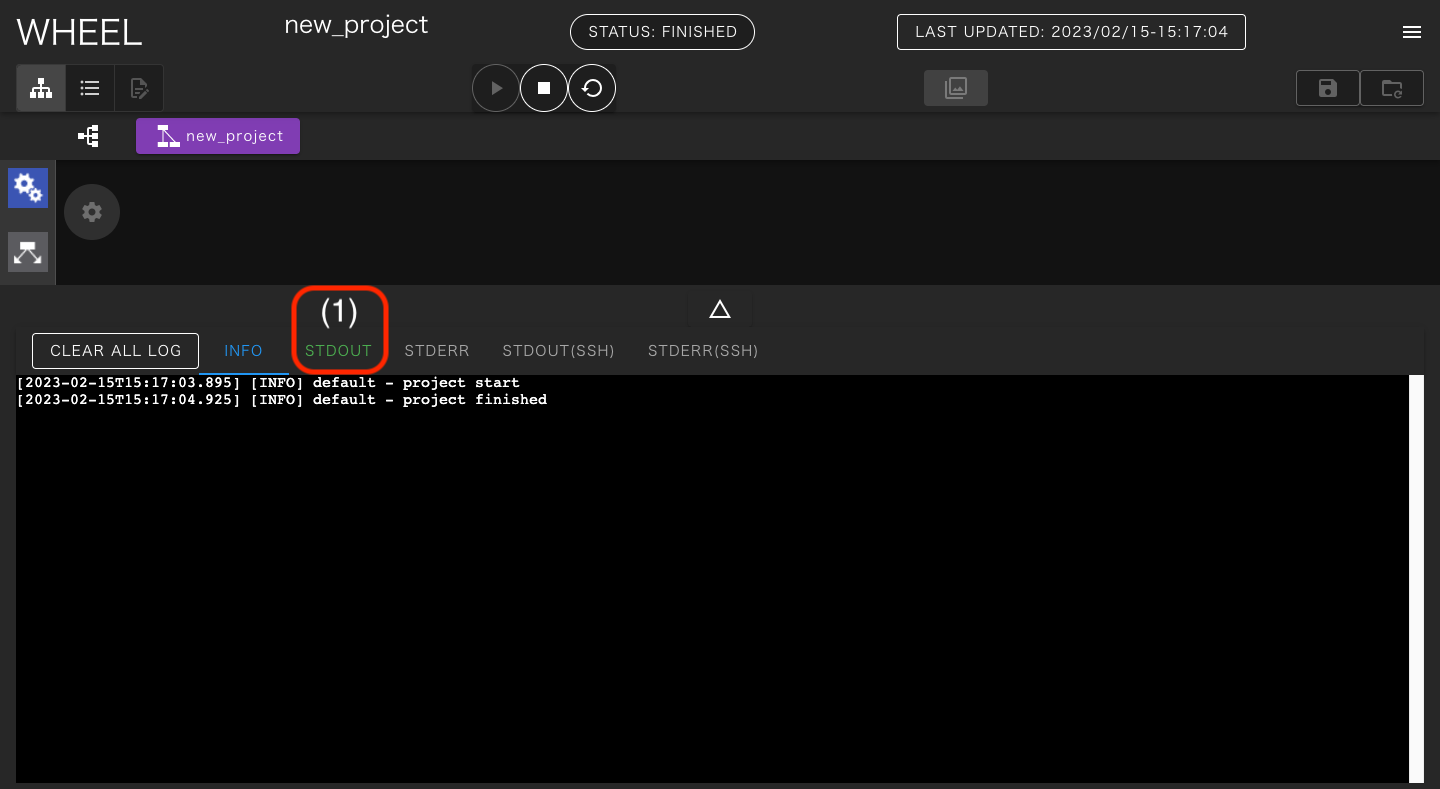 WHEEL
new_project
STATUS: FINISHED
LAST UPDATED: 2023/02/15-15:17:04
new_project
(1)
CLEAR ALL LOG INFO STDOUT STDERR STDOUT(SSH) STDERR(SSH)
[2023-02-15T15:17:03.895] [INFO] default - project start
[2023-02-15T15:17:04.925] [INFO] default - project finished